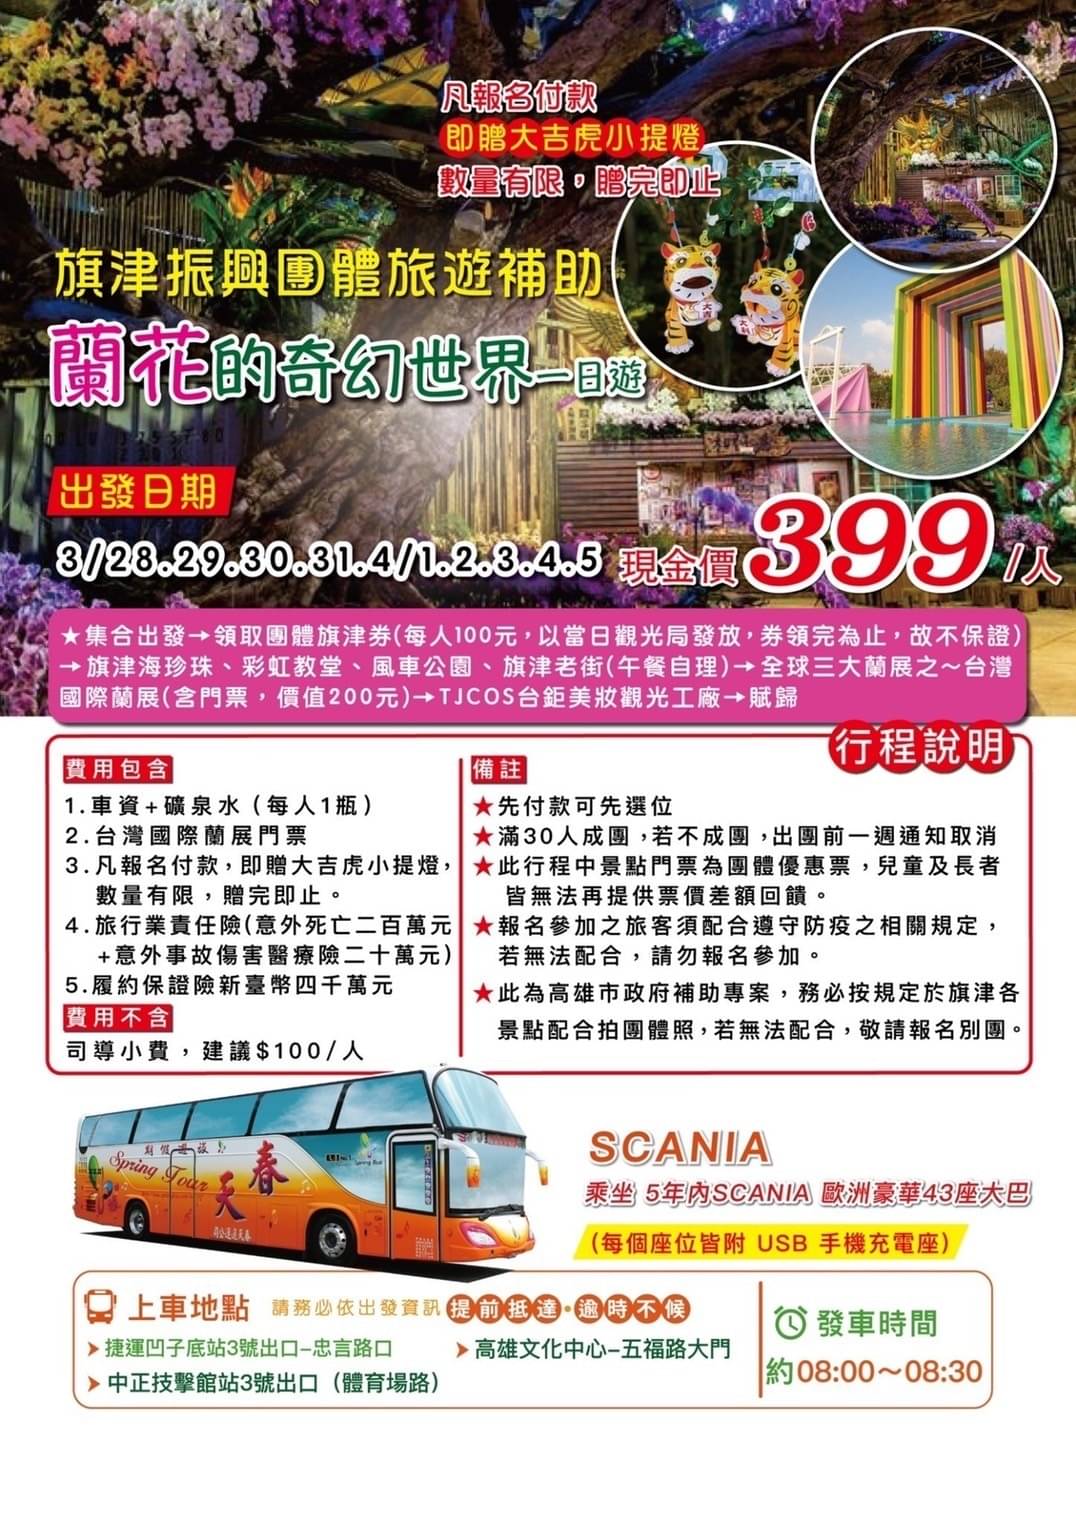 凡報名付款
即贈大吉虎小提燈
數量有限，贈完即止
旗津振興團體旅遊補助
蘭花的奇幻世界一日遊
大吉
大利
出發日期
3/28.29.30.31.4/1.2.3.4.5 現金價399/人
★集合出發→領取團體旗津券(每人100元，以當日觀光局發放，券領完為止，故不保證)
→旗津海珍珠、彩虹教堂、風車公園、旗津老街(午餐自理)→全球三大蘭展之～台灣
國際蘭展(含門票，價值200元)→TJCOS台鉅美妝觀光工廠→賦歸
行程說明
費用包含
1.車資+礦泉水（每人1瓶）
2.台灣國際蘭展門票
3.凡報名付款，即贈大吉虎小提燈，
數量有限，贈完即止。
4.旅行業責任險(意外死亡二百萬元
+意外事故傷害醫療險二十萬元)
5.履約保證險新臺幣四千萬元
費用不含
司導小費，建議$100/人
備註
★先付款可先選位
★滿30人成團，若不成團，出團前一週通知取消
★此行程中景點門票為團體優惠票，兒童及長者
皆無法再提供票價差額回饋。
★報名參加之旅客須配合遵守防疫之相關規定，
若無法配合，請勿報名參加。
★此為高雄市政府補助專案，務必按規定於旗津各
景點配合拍團體照，若無法配合，敬請報名別團。
Spring Tour
春天
SCANIA
乘坐 5年內SCANIA 歐洲豪華43座大巴
(每個座位皆附 USB 手機充電座)
上車地點 請務必依出發資訊 提前抵達·逾時不候
捷運凹子底站3號出口–忠言路口
高雄文化中心–五福路大門
中正技擊館站3號出口（體育場路）
發車時間
約08:00～08:30